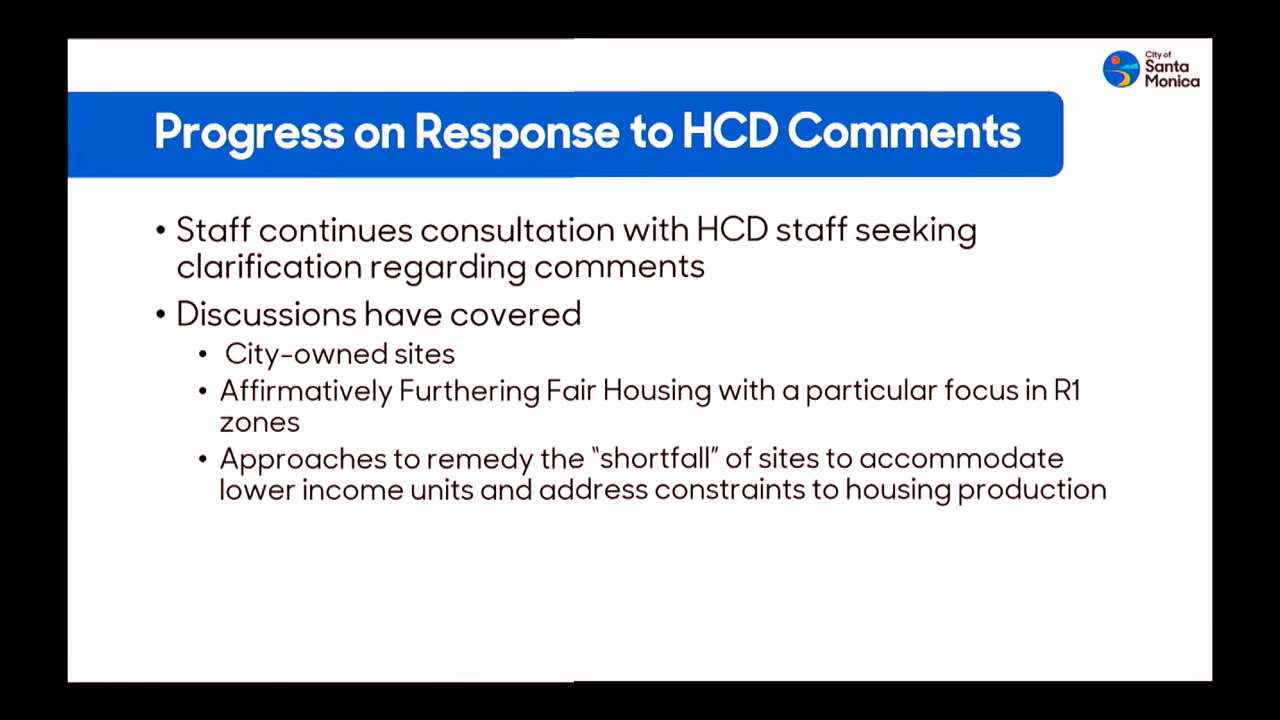 City of
Santa
Monica
Progress on Response to HCD Comments
• Staff continues consultation with HCD staff seeking
clarification regarding comments
• Discussions have covered
• City-owned sites
• Affirmatively Furthering Fair Housing with a particular focus in R1
zones
• Approaches to remedy the “shortfall” of sites to accommodate
lower income units and address constraints to housing production